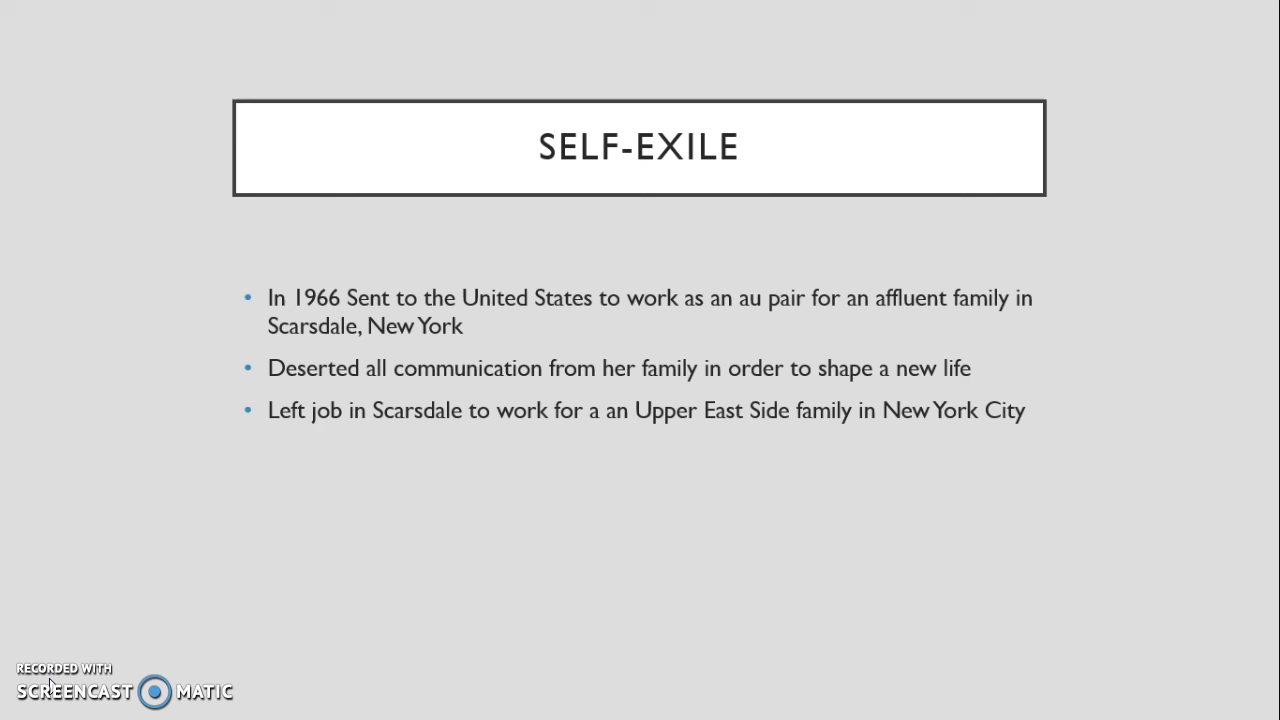 SELF-EXILE
• In 1966 Sent to the United States to work as an au pair for an affluent family in
Scarsdale, New York
• Deserted all communication from her family in order to shape a new life
• Left job in Scarsdale to work for a an Upper East Side family in New York City
RECORDED WITH
SCREENCAST MATIC